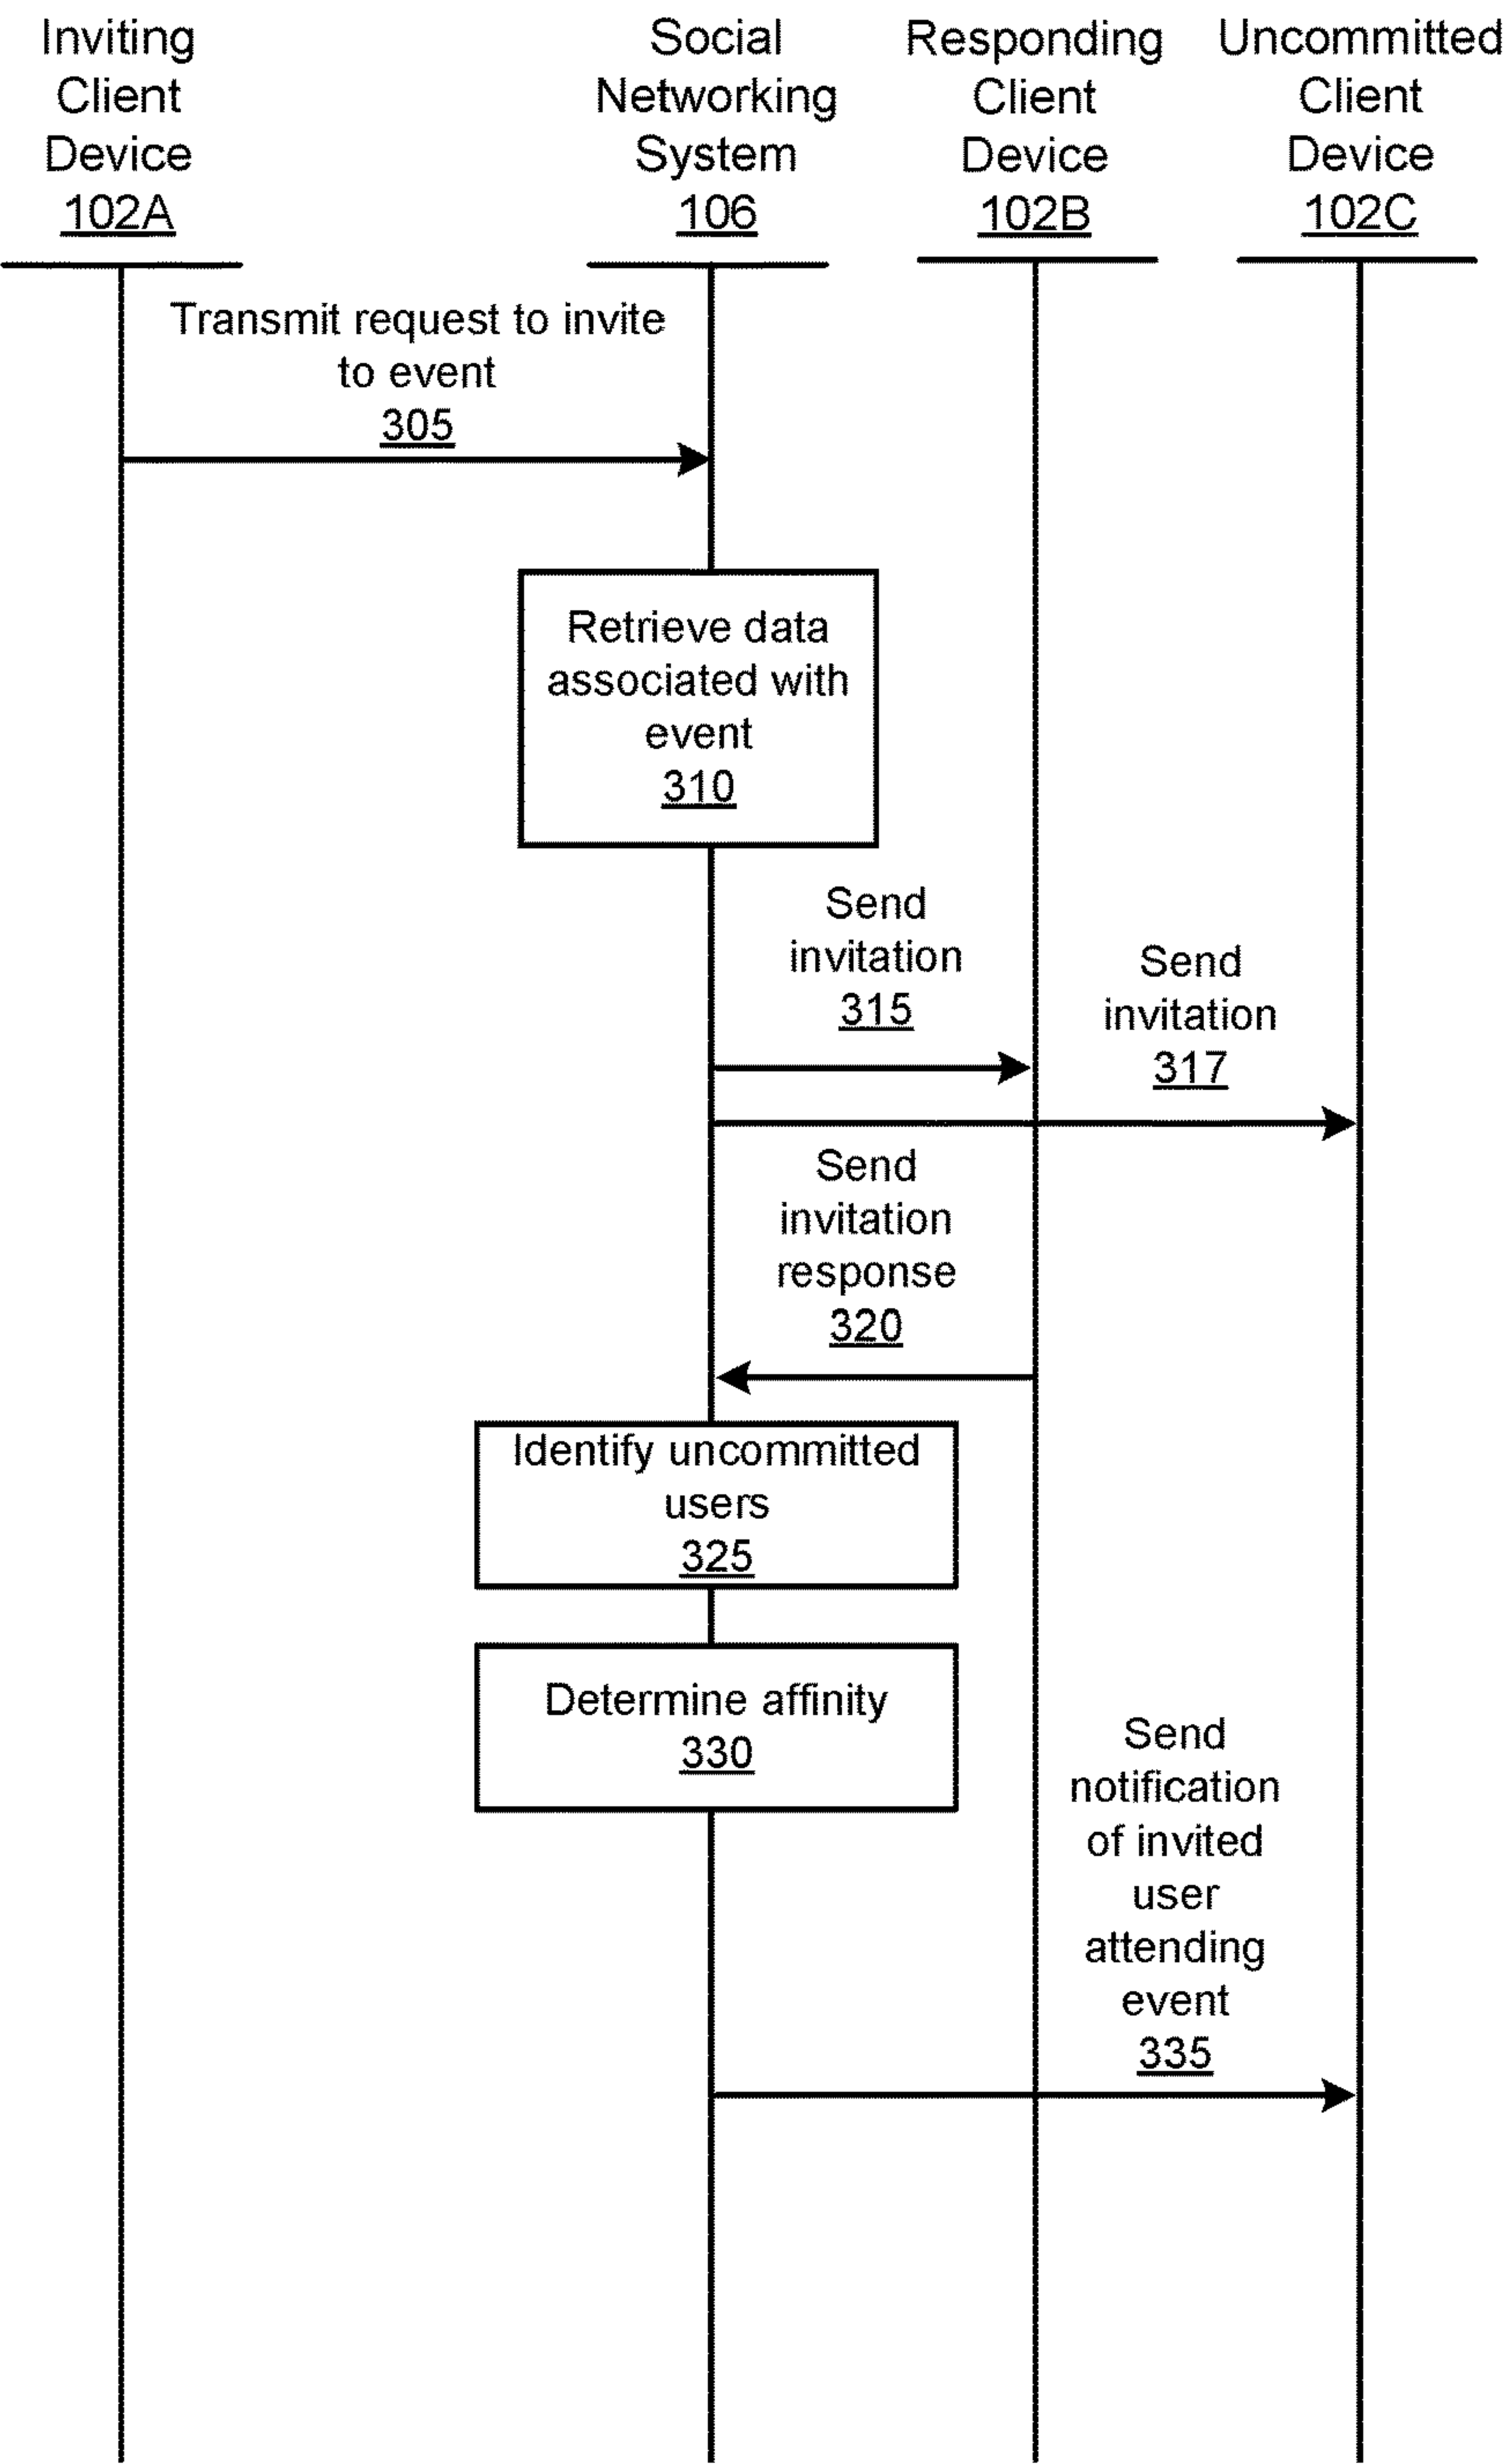 Inviting
Client
Device
102A
Social
Networking
System
106
Responding
Client
Device
102B
Uncommitted
Client
Device
102C
Transmit request to invite
to event
305
Retrieve data
associated with
event
310
Send
invitation
315
Send
invitation
317
Send
invitation
response
320
Identify uncommitted
users
325
Determine affinity
330
Send
notification
of invited
user
attending
event
335